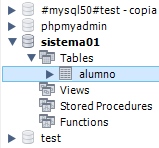 #mysql50#test - copia
phpmyadmin
sistema01
Tables
alumno
Views
Stored Procedures
Functions
test